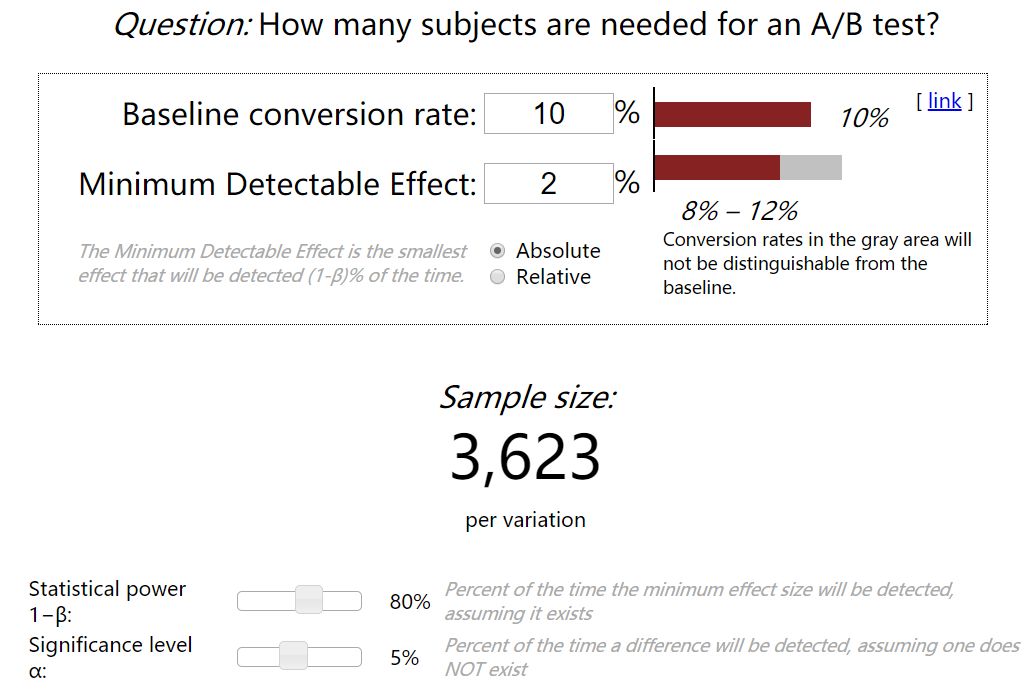 Question: How many subjects are needed for an A/B test?
[ link ]
Baseline conversion rate: 10 % 10%
Minimum Detectable Effect: 2 %
8% – 12%
The Minimum Detectable Effect is the smallest
effect that will be detected (1-β)% of the time.
Absolute
Relative
Conversion rates in the gray area will
not be distinguishable from the
baseline.
Sample size:
3,623
per variation
Statistical power
1−β:
80%
Percent of the time the minimum effect size will be detected,
assuming it exists
Significance level
α:
5%
Percent of the time a difference will be detected, assuming one does
NOT exist